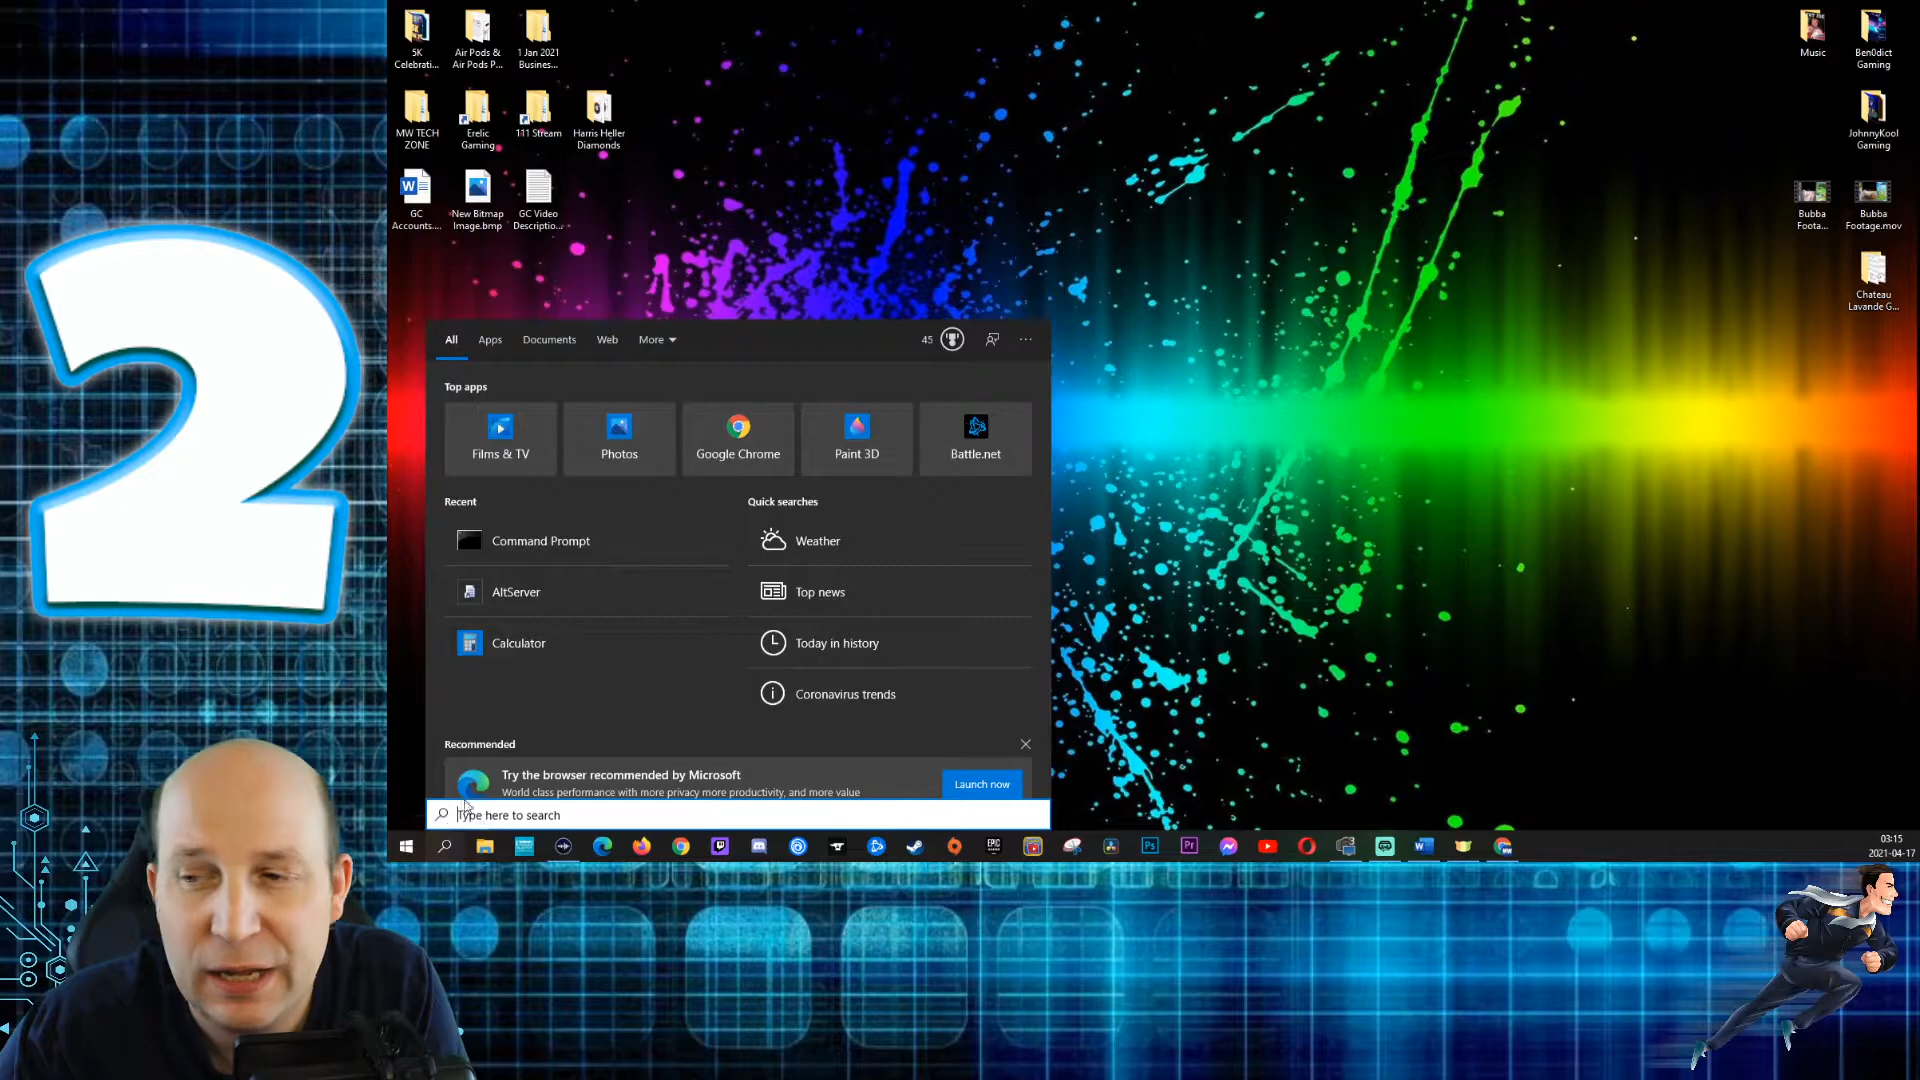 2
5K
Celebrati...
Air Pods &
Air Pods P...
1 Jan 2021
Busines...
MW TECH
ZONE
Erelic
Gaming
111 Stream
Harris Heller
Diamonds
GC
Accounts....
New Bitmap
Image.bmp
GC Video
Descriptio...
Music
Ben0dict
Gaming
JohnnyKool
Gaming
Bubba
Foota...
Bubba
Footage.mov
Chateau
Lavande G...
All
Apps
Documents
Web
More
45
Top apps
Films & TV
Photos
Google Chrome
Paint 3D
Battle.net
Recent
Quick searches
Command Prompt
Weather
AltServer
Top news
Calculator
Today in history
Coronavirus trends
Recommended
Try the browser recommended by Microsoft
World class performance with more privacy more productivity, and more value
Launch now
Type here to search
EPIC
Ps
Pr
03:15
2021-04-17